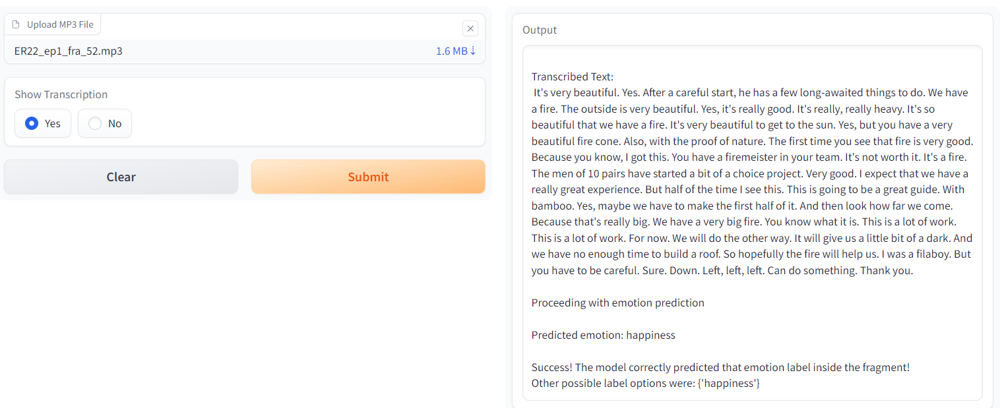 Upload MP3 File
ER22_ep1_fra_52.mp3
1.6 MB ⇣
Show Transcription
Yes
No
Clear
Submit
Output
Transcribed Text:
It's very beautiful. Yes. After a careful start, he has a few long-awaited things to do. We have
a fire. The outside is very beautiful. Yes, it's really good. It's really, really heavy. It's so
beautiful that we have a fire. It's very beautiful to get to the sun. Yes, but you have a very
beautiful fire cone. Also, with the proof of nature. The first time you see that fire is very good.
Because you know, I got this. You have a firemeister in your team. It's not worth it. It's a fire.
The men of 10 pairs have started a bit of a choice project. Very good. I expect that we have a
really great experience. But half of the time I see this. This is going to be a great guide. With
bamboo. Yes, maybe we have to make the first half of it. And then look how far we come.
Because that's really big. We have a very big fire. You know what it is. This is a lot of work.
This is a lot of work. For now. We will do the other way. It will give us a little bit of a dark. And
we have no enough time to build a roof. So hopefully the fire will help us. I was a filaboy. But
you have to be careful. Sure. Down. Left, left, left. Can do something. Thank you.
Proceeding with emotion prediction
Predicted emotion: happiness
Success! The model correctly predicted that emotion label inside the fragment!
Other possible label options were: {'happiness'}